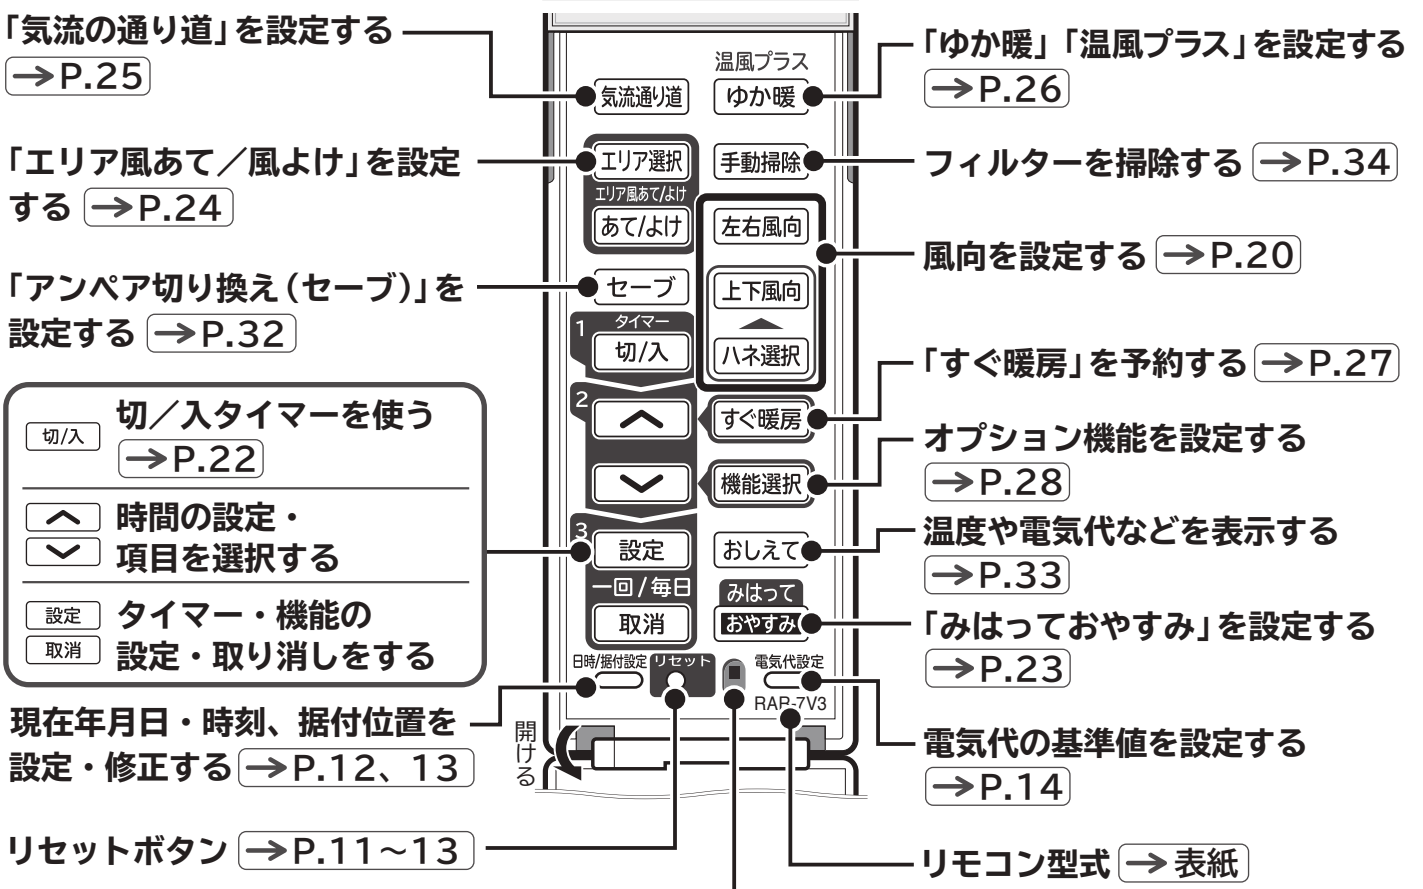 「気流の通り道」を設定する
→P.25
「エリア風あて／風よけ」を設定
する →P.24
「アンペア切り換え（セーブ）」を
設定する →P.32
切/入 切／入タイマーを使う
→P.22
時間の設定・
項目を選択する
設定 タイマー・機能の
取消 設定・取り消しをする
現在年月日・時刻、据付位置を
設定・修正する →P.12、13
リセットボタン →P.11～13
温風プラス
気流通り道 ゆか暖
エリア選択 手動掃除
エリア風あて/よけ
あて/よけ 左右風向
セーブ 上下風向
1 タイマー
切/入 ハネ選択
2 すぐ暖房
機能選択
3 設定 おしえて
一回/毎日 みはって
取消 おやすみ
日時/据付設定 リセット 電気代設定
RAR-7V3
開ける
「ゆか暖」「温風プラス」を設定する
→P.26
フィルターを掃除する →P.34
風向を設定する →P.20
「すぐ暖房」を予約する →P.27
オプション機能を設定する
→P.28
温度や電気代などを表示する
→P.33
「みはっておやすみ」を設定する
→P.23
電気代の基準値を設定する
→P.14
リモコン型式 →表紙